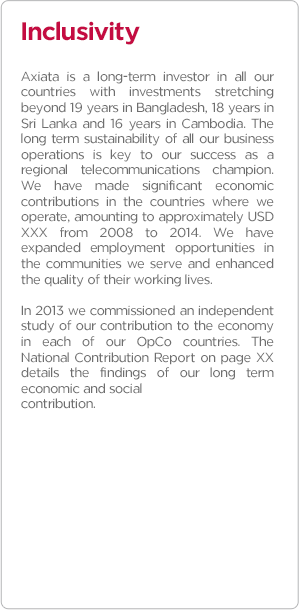 Inclusivity
Axiata is a long-term investor in all our
countries with investments stretching
beyond 19 years in Bangladesh, 18 years in
Sri Lanka and 16 years in Cambodia. The
long term sustainability of all our business
operations is key to our success as a
regional telecommunications champion.
We have made significant economic
contributions in the countries where we
operate, amounting to approximately USD
XXX from 2008 to 2014. We have
expanded employment opportunities in
the communities we serve and enhanced
the quality of their working lives.
In 2013 we commissioned an independent
study of our contribution to the economy
in each of our OpCo countries. The
National Contribution Report on page XX
details the findings of our long term
economic and social
contribution.